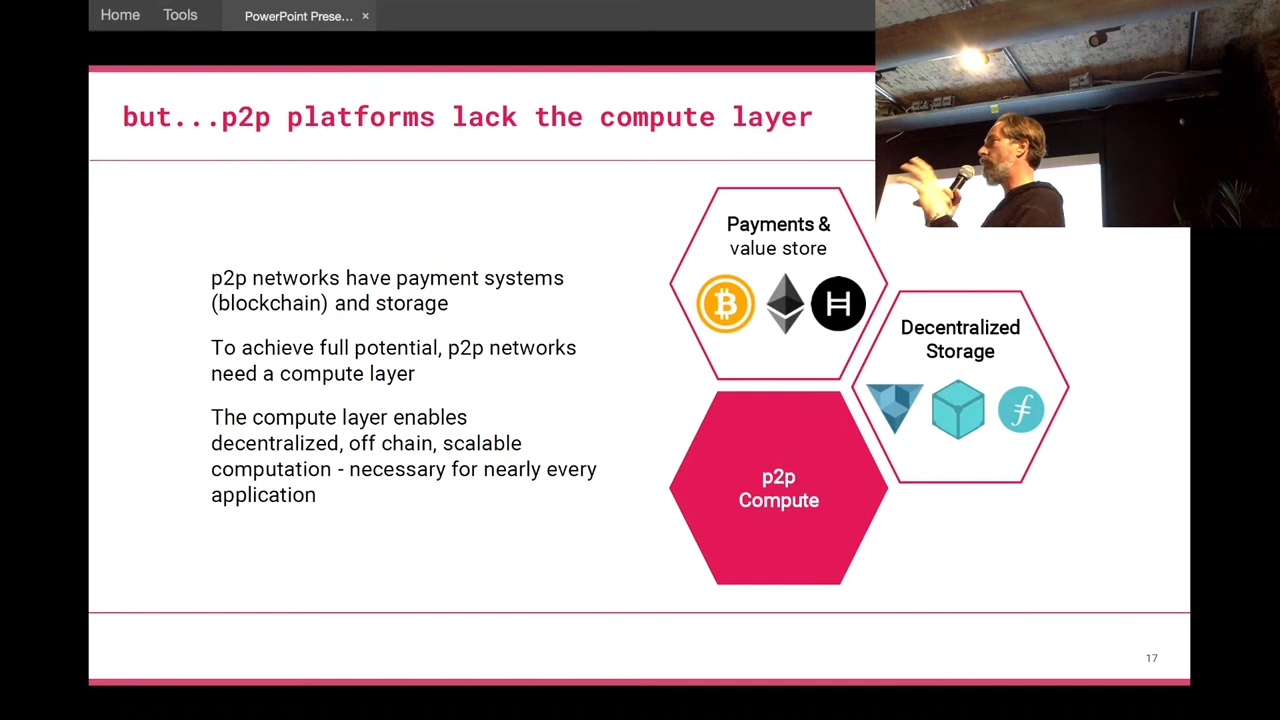 Home Tools PowerPoint Prese... ×
but...p2p platforms lack the compute layer
p2p networks have payment systems
(blockchain) and storage
To achieve full potential, p2p networks
need a compute layer
The compute layer enables
decentralized, off chain, scalable
computation - necessary for nearly every
application
Payments &
value store
Decentralized
Storage
p2p
Compute
17